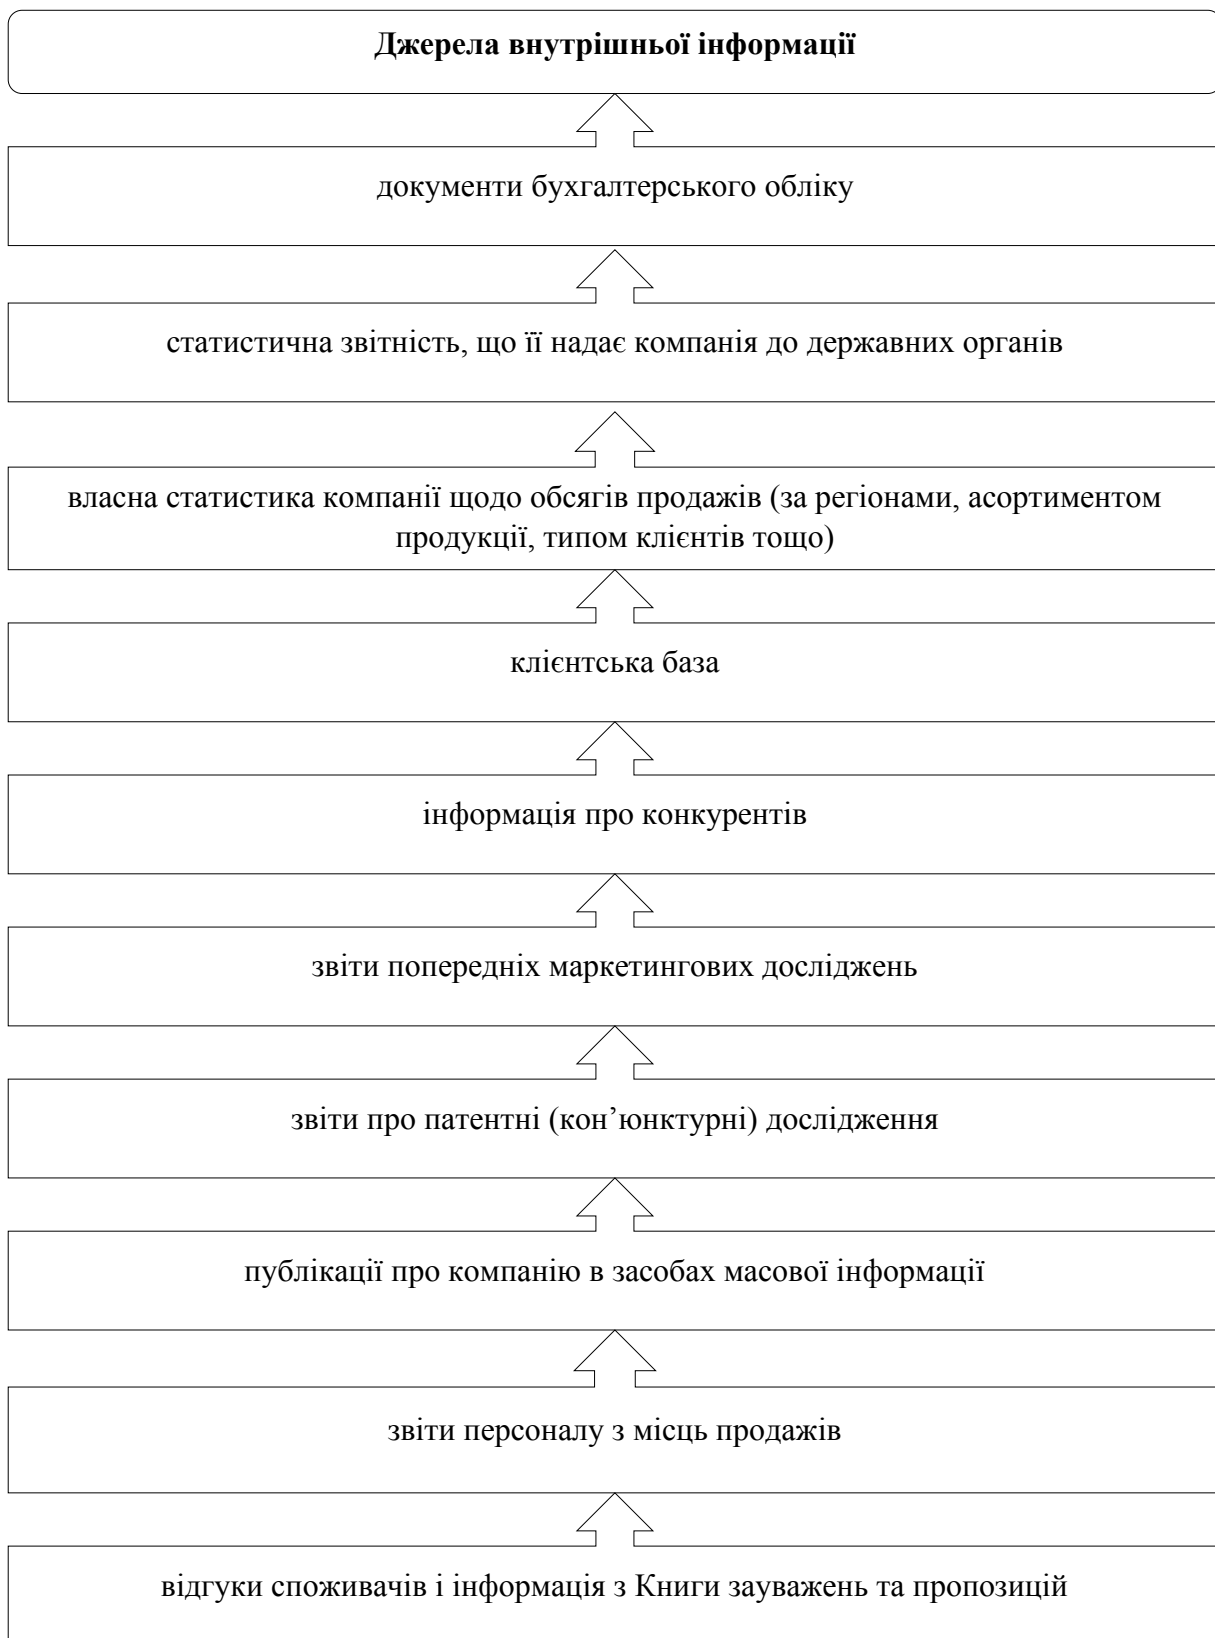 Джерела внутрішньої інформації
документи бухгалтерського обліку
статистична звітність, що її надає компанія до державних органів
власна статистика компанії щодо обсягів продажів (за регіонами, асортиментом
продукції, типом клієнтів тощо)
клієнтська база
інформація про конкурентів
звіти попередніх маркетингових досліджень
звіти про патентні (кон’юнктурні) дослідження
публікації про компанію в засобах масової інформації
звіти персоналу з місць продажів
відгуки споживачів і інформація з Книги зауважень та пропозицій